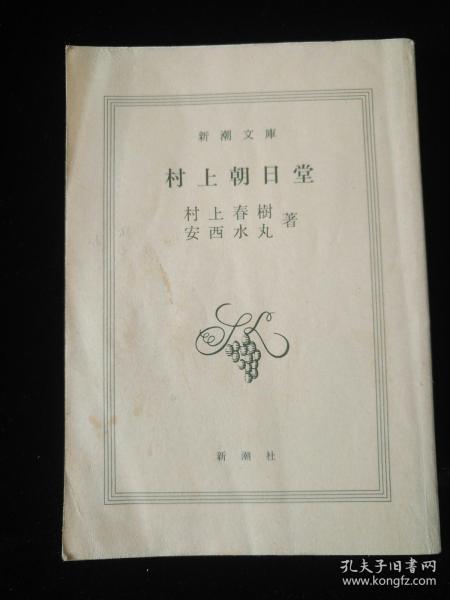 新潮文庫
村上朝日堂
村上春樹
安西水丸
著
新潮社
孔夫子旧书网
www.kongfz.com